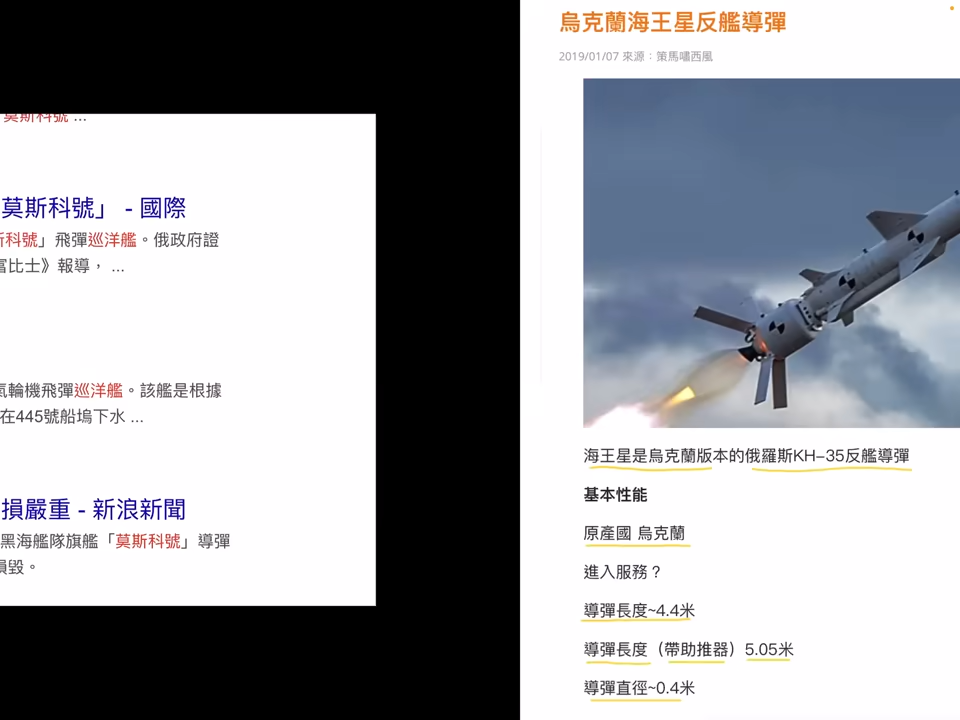 莫斯科號 ...
莫斯科號」 - 國際
斯科號」飛彈巡洋艦。俄政府證
富比士》報導， ...
氣輪機飛彈巡洋艦。該艦是根據
在445號船塢下水 ...
損嚴重 - 新浪新聞
黑海艦隊旗艦「莫斯科號」導彈
損毀。
烏克蘭海王星反艦導彈
2019/01/07 來源：策馬嘯西風
海王星是烏克蘭版本的俄羅斯KH-35反艦導彈
基本性能
原產國 烏克蘭
進入服務？
導彈長度~4.4米
導彈長度（帶助推器）5.05米
導彈直徑~0.4米